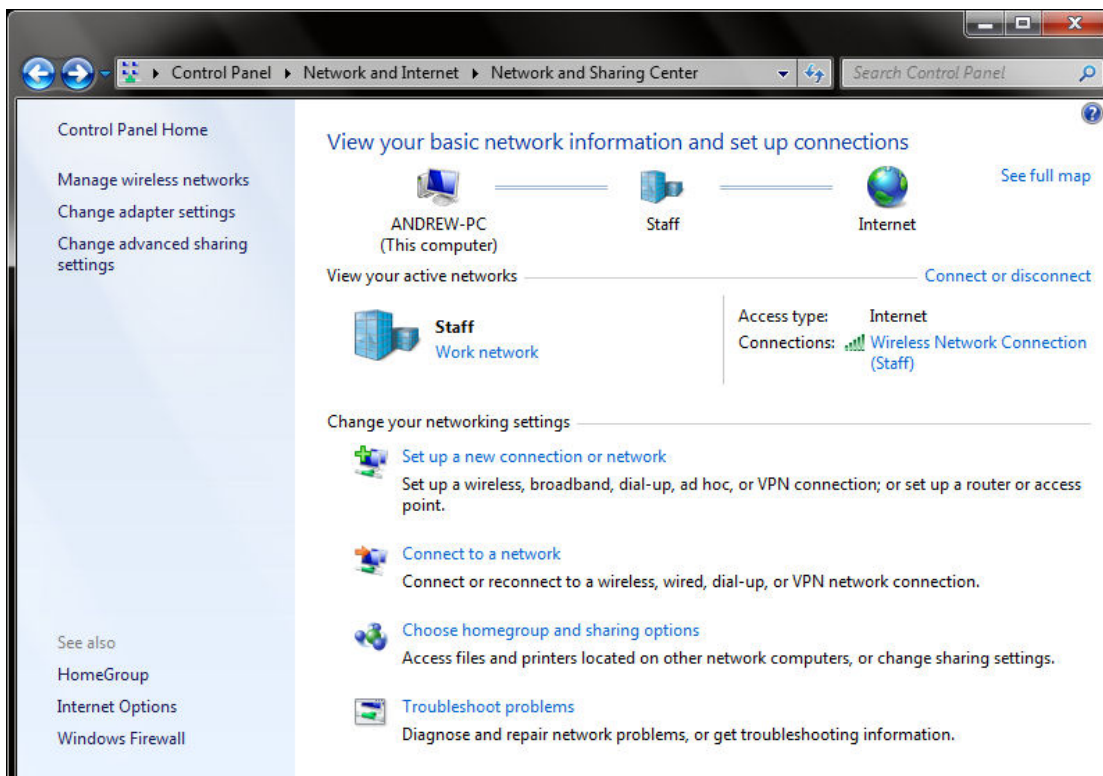 Control Panel ▸ Network and Internet ▸ Network and Sharing Center
Search Control Panel
Control Panel Home
Manage wireless networks
Change adapter settings
Change advanced sharing
settings
See also
HomeGroup
Internet Options
Windows Firewall
View your basic network information and set up connections
See full map
ANDREW-PC
(This computer)
Staff
Internet
View your active networks
Connect or disconnect
Staff
Work network
Access type: Internet
Connections: Wireless Network Connection
(Staff)
Change your networking settings
Set up a new connection or network
Set up a wireless, broadband, dial-up, ad hoc, or VPN connection; or set up a router or access
point.
Connect to a network
Connect or reconnect to a wireless, wired, dial-up, or VPN network connection.
Choose homegroup and sharing options
Access files and printers located on other network computers, or change sharing settings.
Troubleshoot problems
Diagnose and repair network problems, or get troubleshooting information.